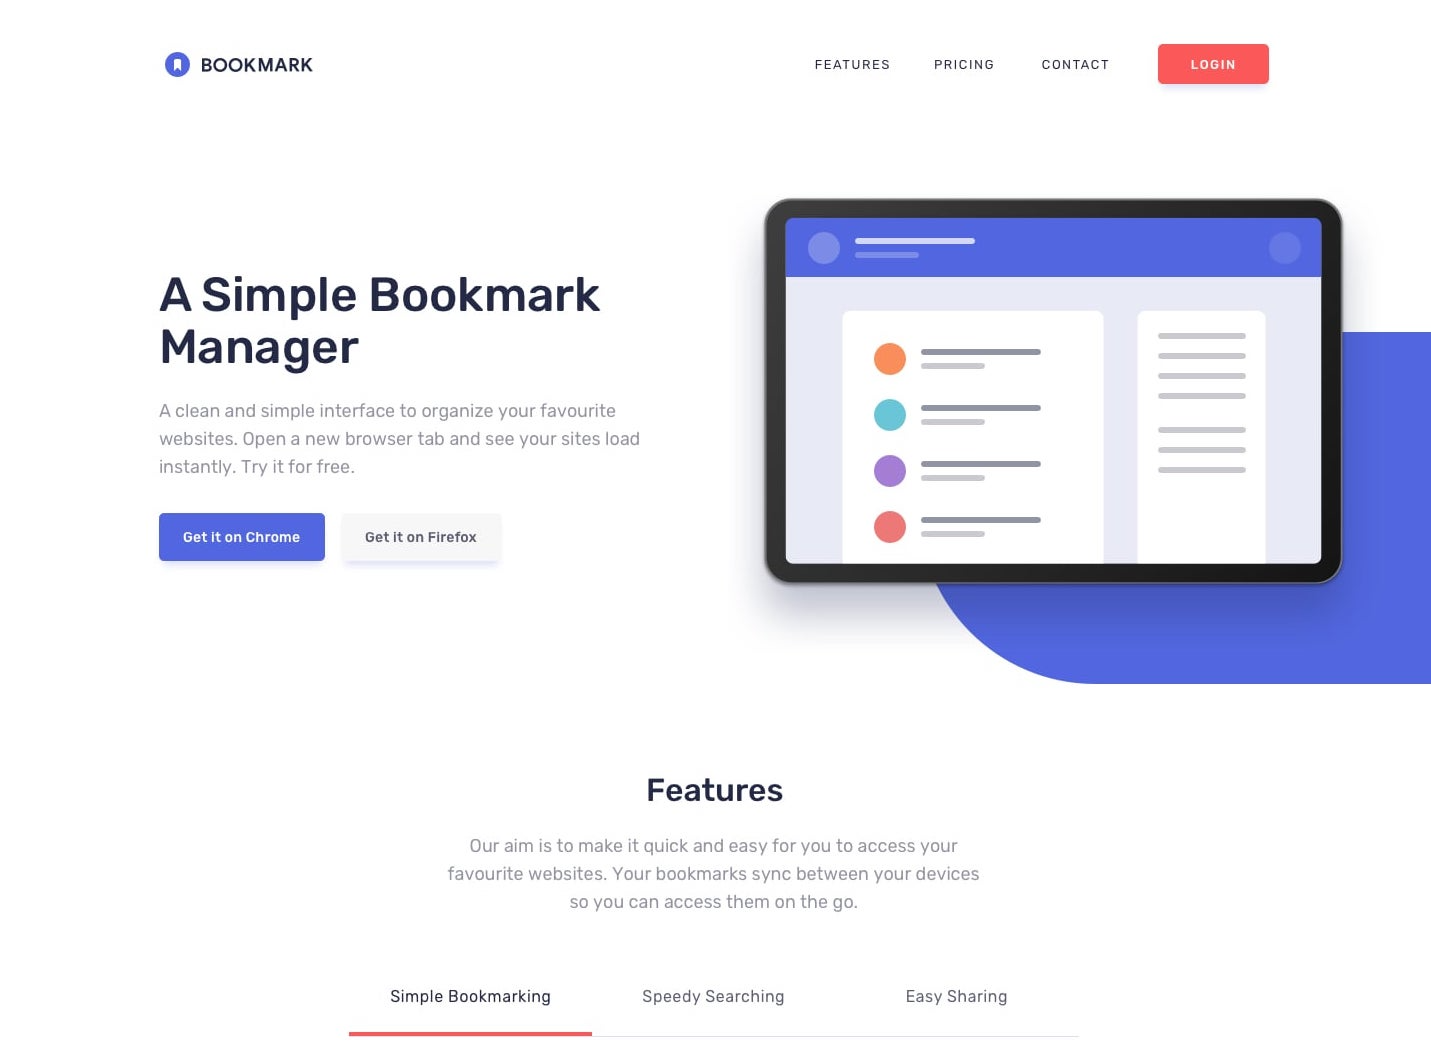 BOOKMARK
FEATURES PRICING CONTACT LOGIN
A Simple Bookmark
Manager
A clean and simple interface to organize your favourite
websites. Open a new browser tab and see your sites load
instantly. Try it for free.
Get it on Chrome Get it on Firefox
Features
Our aim is to make it quick and easy for you to access your
favourite websites. Your bookmarks sync between your devices
so you can access them on the go.
Simple Bookmarking Speedy Searching Easy Sharing